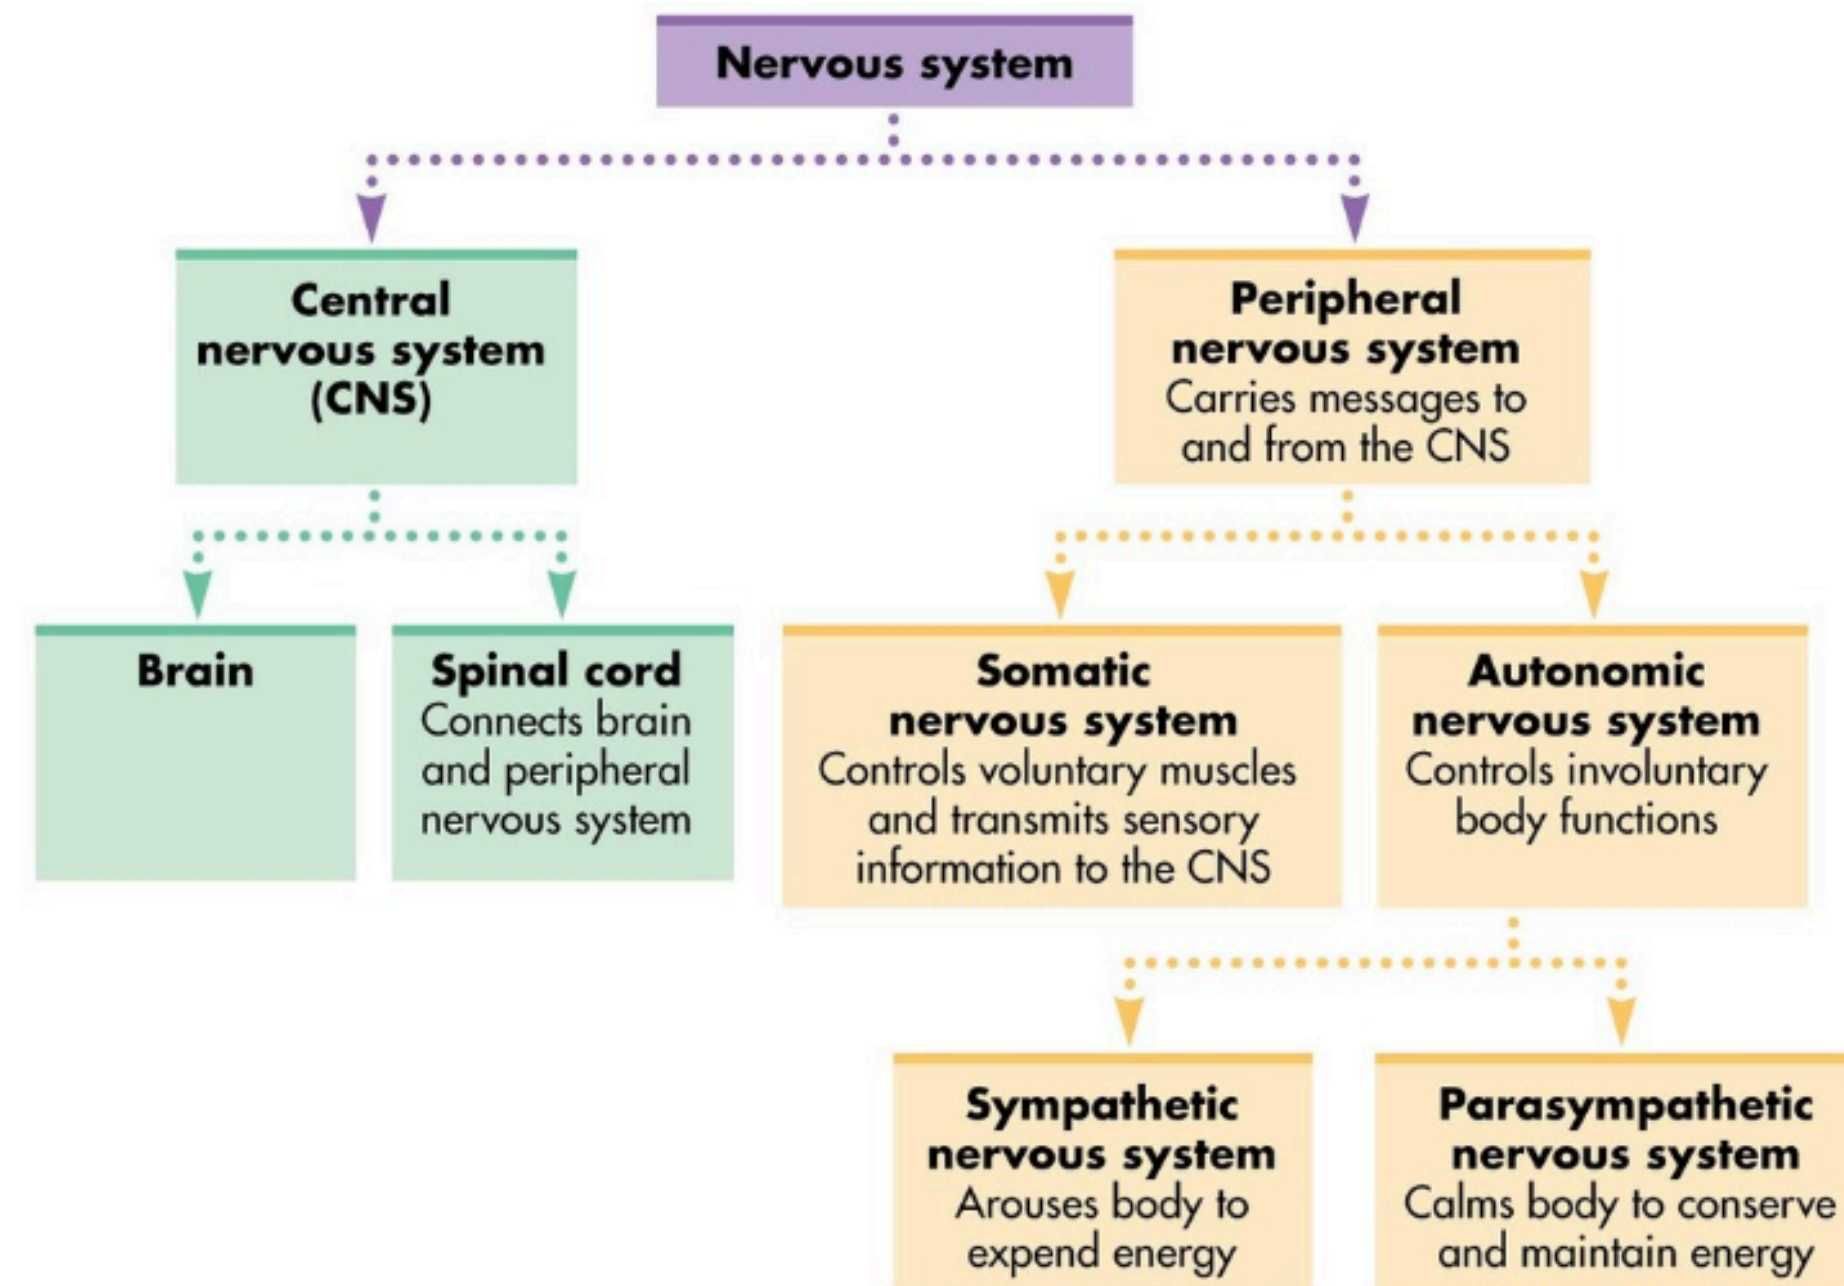 Nervous system
Central
nervous system
(CNS)
Peripheral
nervous system
Carries messages to
and from the CNS
Brain
Spinal cord
Connects brain
and peripheral
nervous system
Somatic
nervous system
Controls voluntary muscles
and transmits sensory
information to the CNS
Autonomic
nervous system
Controls involuntary
body functions
Sympathetic
nervous system
Arouses body to
expend energy
Parasympathetic
nervous system
Calms body to conserve
and maintain energy